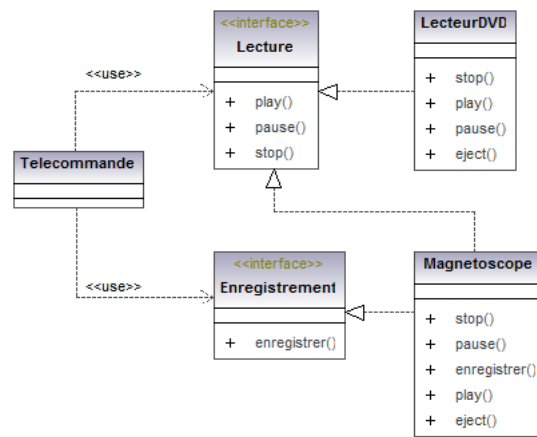 <<interface>>
Lecture
+ play()
+ pause()
+ stop()
LecteurDVD
+ stop()
+ play()
+ pause()
+ eject()
<<use>>
Telecommande
<<use>>
<<interface>>
Enregistrement
+ enregistrer()
Magnetoscope
+ stop()
+ pause()
+ enregistrer()
+ play()
+ eject()